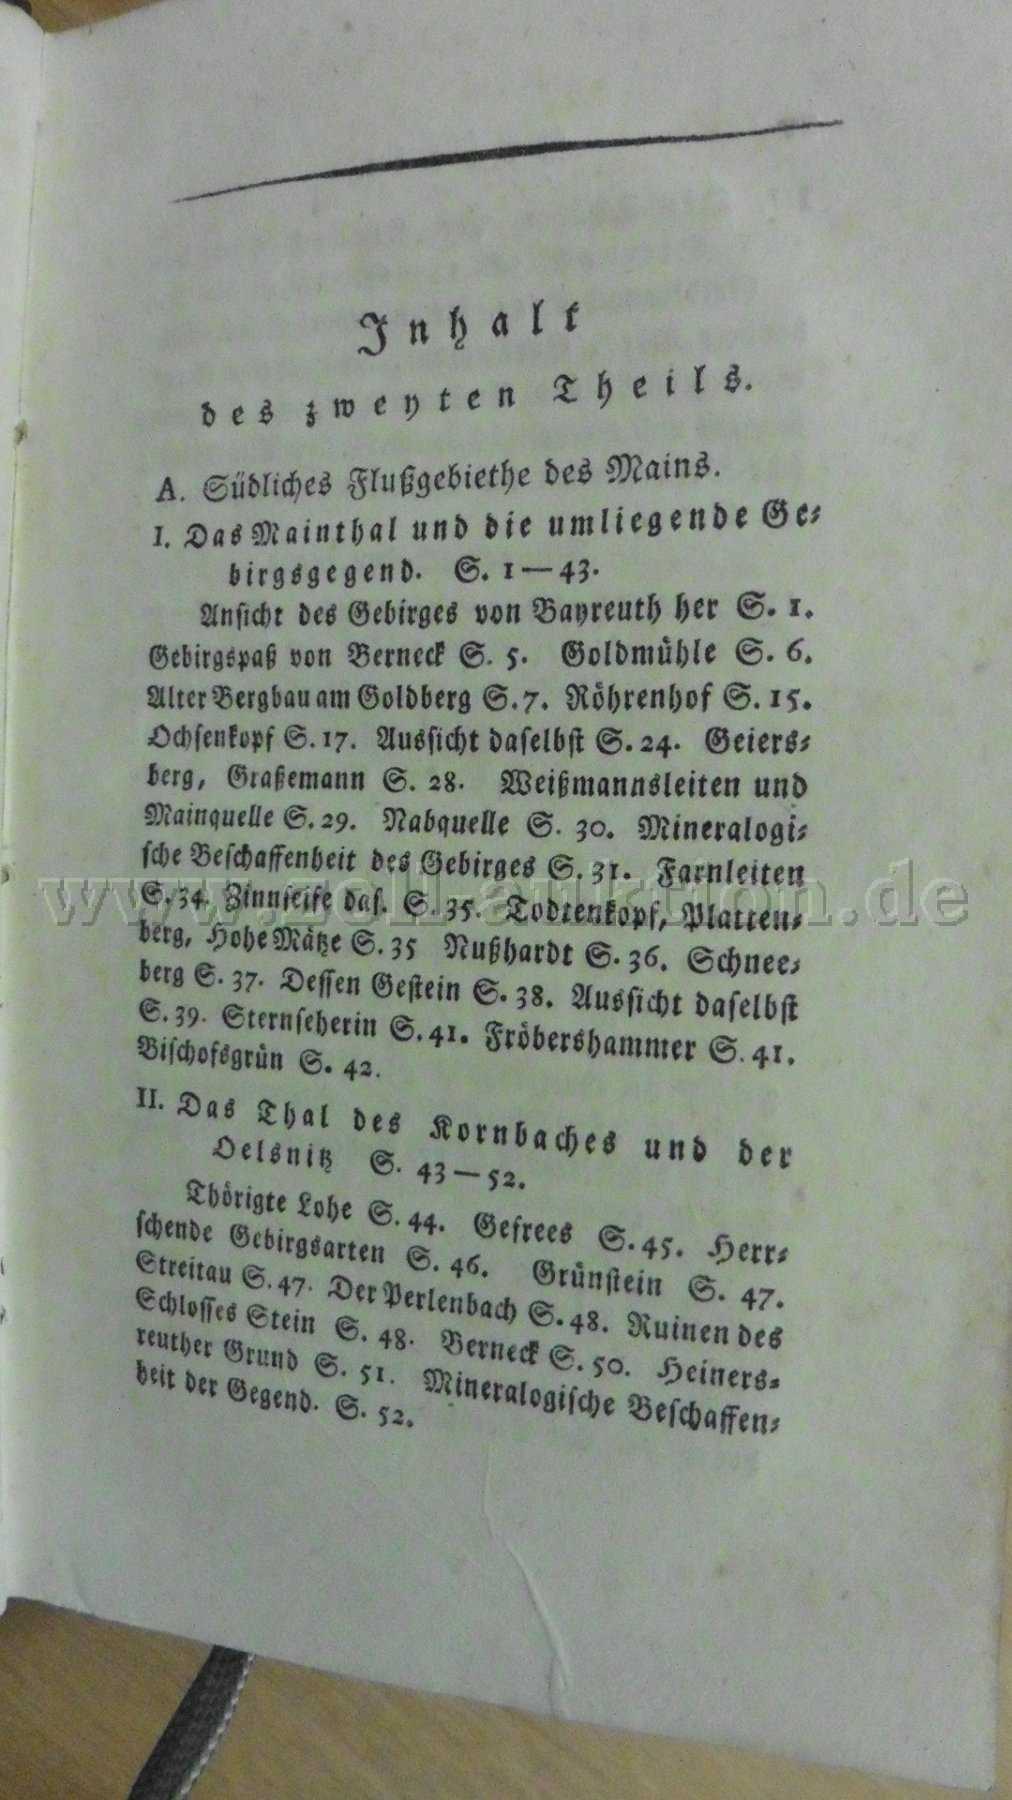 Inhalt
des zweyten Theils.
A. Südliches Flußgebiethe des Mains.
I. Das Mainthal und die umliegende Ge-
birgsgegend. S. 1—43.
Ansicht des Gebirges von Bayreuth her S. 1.
Gebirgspaß von Berneck S. 5. Goldmühle S. 6.
Alter Bergbau am Goldberg S. 7. Röhrenhof S. 15.
Ochsenkopf S. 17. Aussicht daselbst S. 24. Geiers-
berg, Graßemann S. 28. Weißmannsleiten und
Mainquelle S. 29. Nabquelle S. 30. Mineralogi-
sche Beschaffenheit des Gebirges S. 31. Farnleiten
S. 34. Zinnseife das. S. 35. Todtenkopf, Platten-
berg, Hohe Mätze S. 35 Nußhardt S. 36. Schnee-
berg S. 37. Dessen Gestein S. 38. Aussicht daselbst
S. 39. Sternseherin S. 41. Fröbershammer S. 41.
Bischofsgrün S. 42.
II. Das Thal des Kornbaches und der
Oelsnitz S. 43—52.
Thörigte Lohe S. 44. Gefrees S. 45. Herr-
schende Gebirgsarten S. 46. Grünstein S. 47.
Streitau S. 47. Der Perlenbach S. 48. Ruinen des
Schlosses Stein S. 48. Berneck S. 50. Heiners-
reuther Grund S. 51. Mineralogische Beschaffen-
heit der Gegend. S. 52.
www.zoll-auktion.de